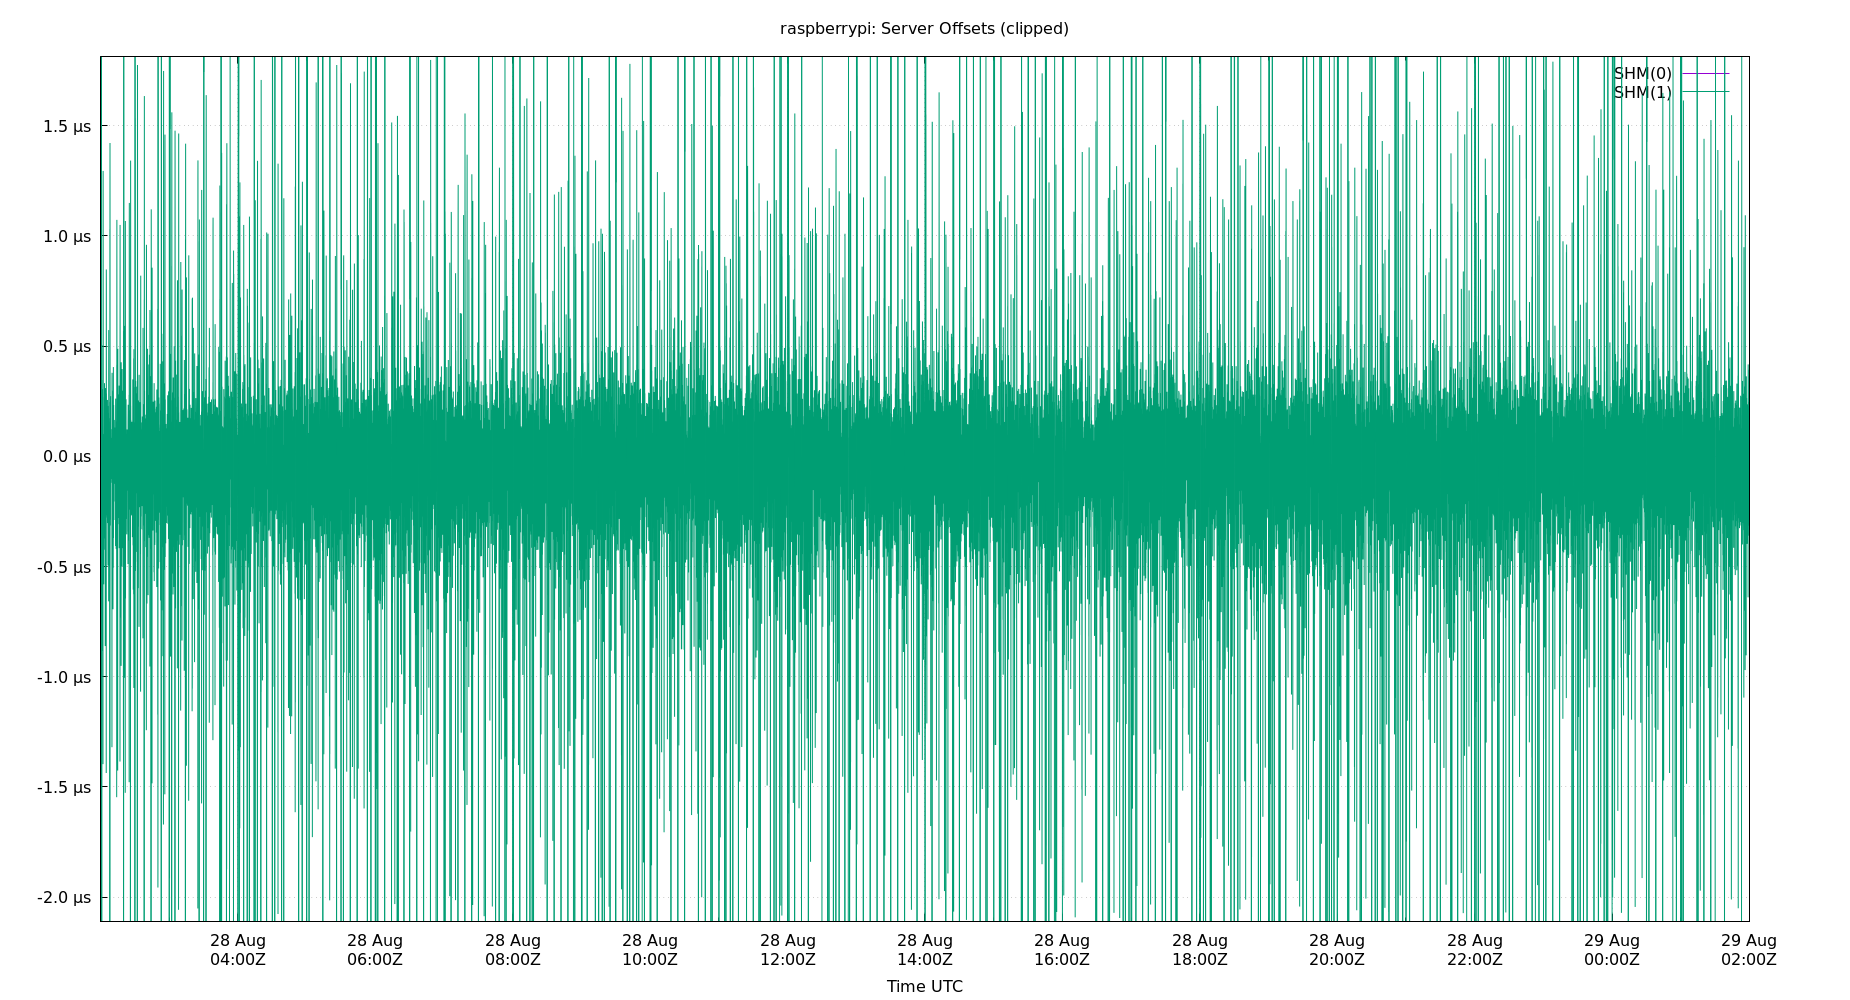 raspberrypi: Server Offsets (clipped)
SHM(0)
SHM(1)
1.5 µs
1.0 µs
0.5 µs
0.0 µs
-0.5 µs
-1.0 µs
-1.5 µs
-2.0 µs
28 Aug 28 Aug 28 Aug 28 Aug 28 Aug 28 Aug 28 Aug 28 Aug 28 Aug 28 Aug 29 Aug 29 Aug
04:00Z 06:00Z 08:00Z 10:00Z 12:00Z 14:00Z 16:00Z 18:00Z 20:00Z 22:00Z 00:00Z 02:00Z
Time UTC